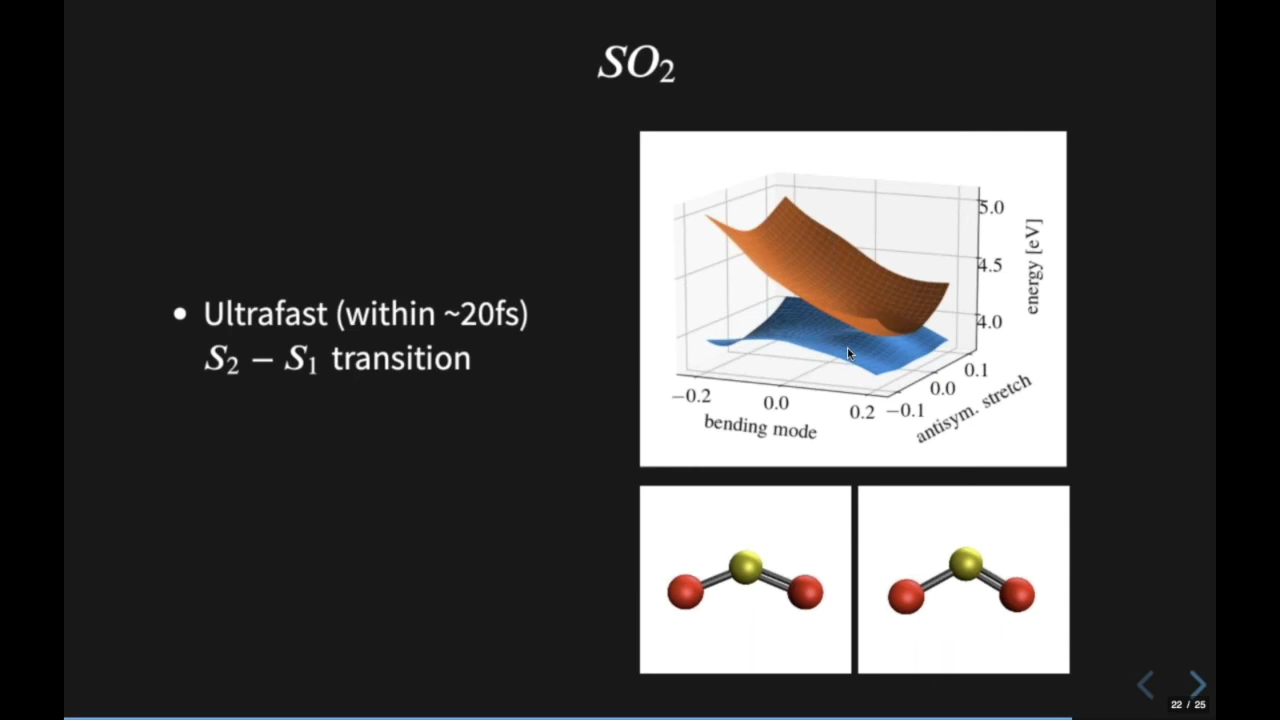 SO₂
• Ultrafast (within ~20fs)
S₂ − S₁ transition
5.0
4.5
4.0
energy [eV]
0.1
0.0
−0.1
antisym. stretch
−0.2
0.0
0.2
bending mode
22 / 25